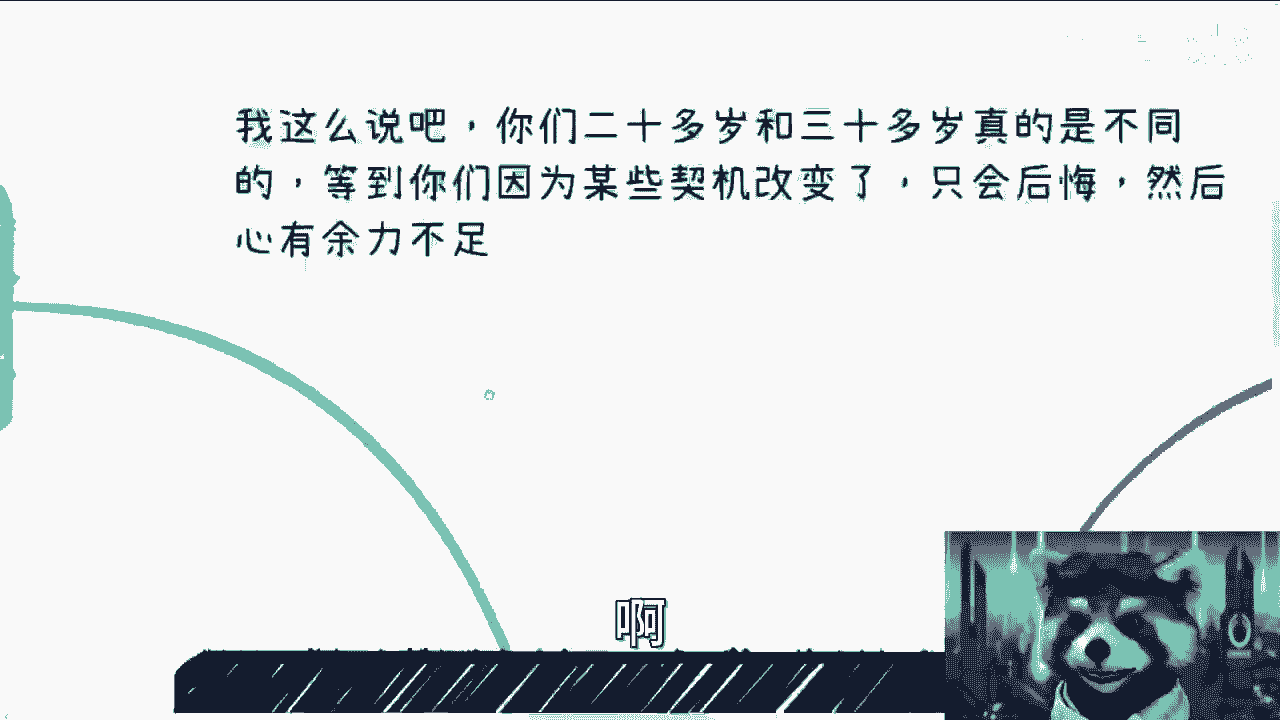 我这么说吧，你们二十多岁和三十多岁真的是不同
的，等到你们因为某些契机改变了，只会后悔，然后
心有余力不足
啊